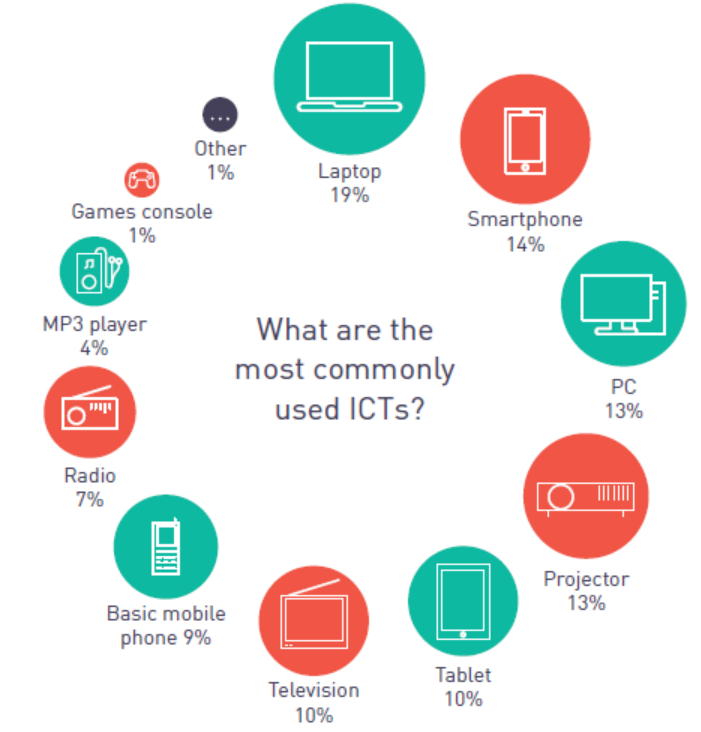 What are the
most commonly
used ICTs?
Laptop
19%
Smartphone
14%
PC
13%
Projector
13%
Tablet
10%
Television
10%
Basic mobile
phone 9%
Radio
7%
MP3 player
4%
Games console
1%
Other
1%